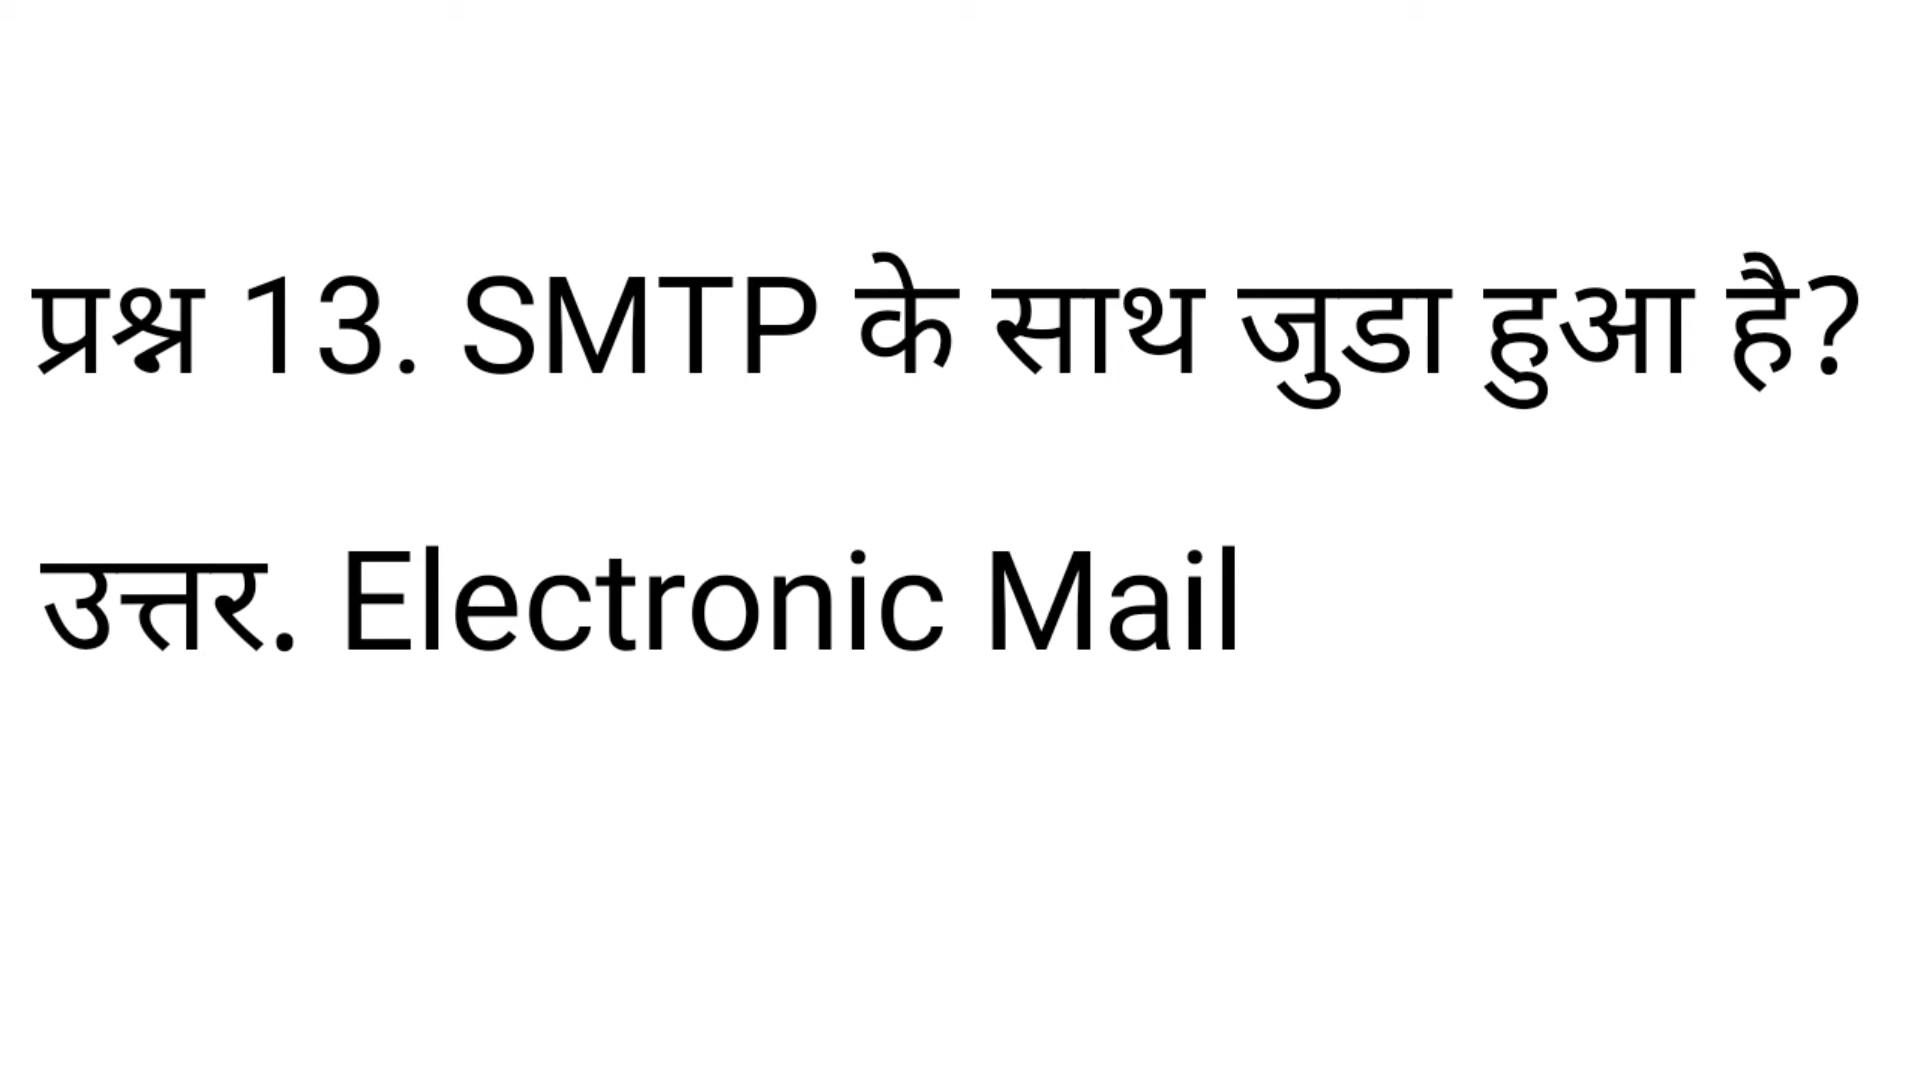 प्रश्न 13. SMTP के साथ जुडा हुआ है?
उत्तर. Electronic Mail